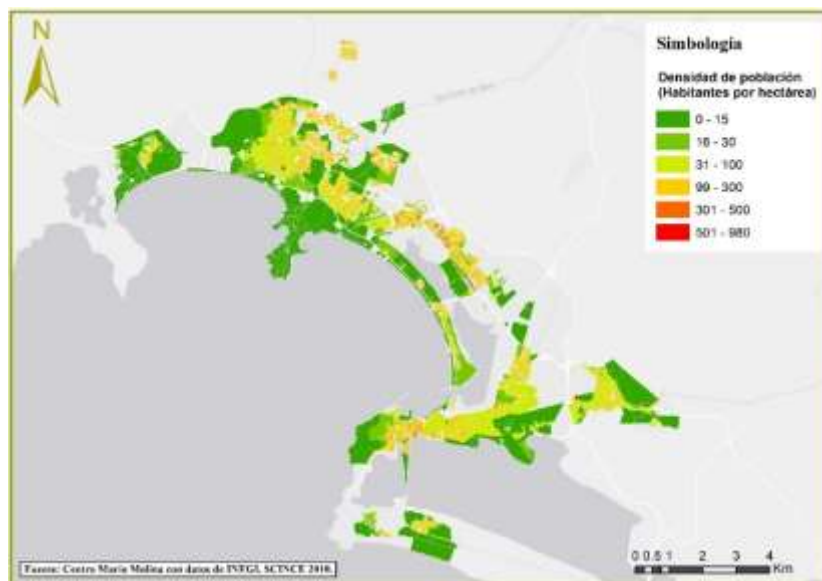 N
Simbología
Densidad de población
(Habitantes por hectárea)
0 - 15
16 - 30
31 - 100
99 - 300
301 - 500
501 - 980
0 0.5 1 2 3 4
Km
Fuente: Centro Mario Molina con datos de INEGI, SCINCE 2010.